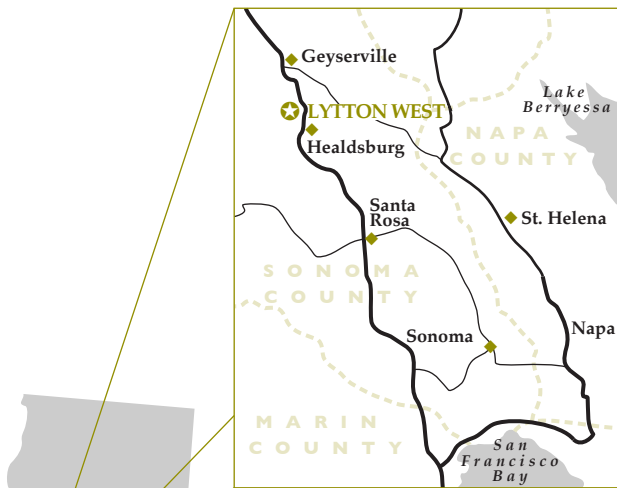 Geyserville
Lake
Berryessa
LYTTON WEST
NAPA
COUNTY
Healdsburg
Santa
Rosa
St. Helena
SONOMA
COUNTY
Sonoma
Napa
MARIN
COUNTY
San
Francisco
Bay